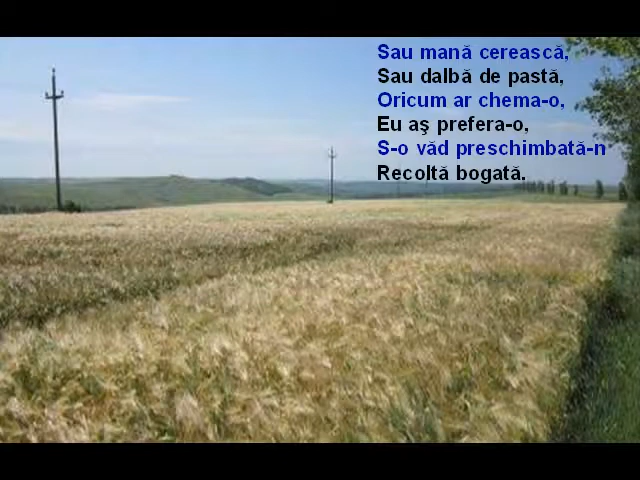 Sau mană cerească,
Sau dalbă de pastă,
Oricum ar chema-o,
Eu aş prefera-o,
S-o văd preschimbată-n
Recoltă bogată.